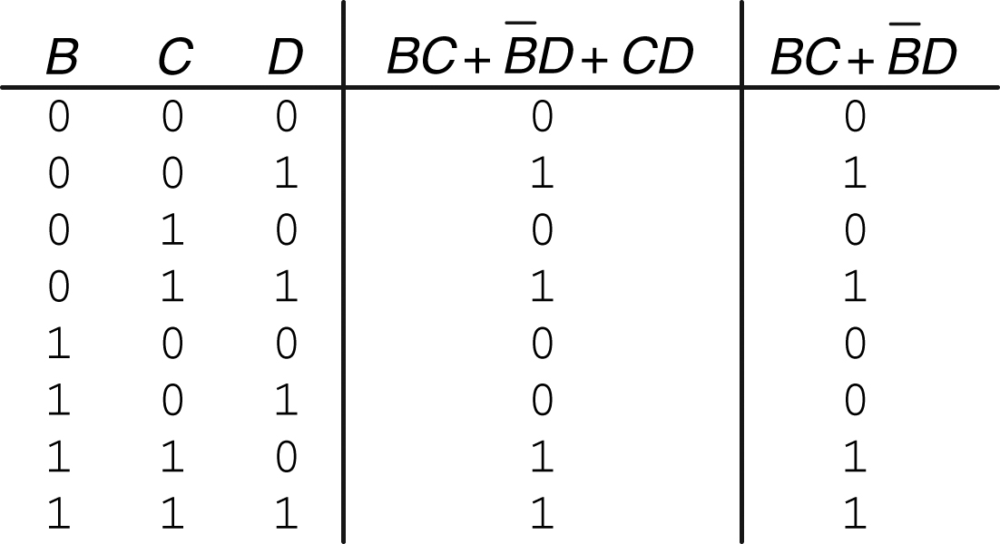 B C D BC + B̅D + CD BC + B̅D
0 0 0 0 0
0 0 1 1 1
0 1 0 0 0
0 1 1 1 1
1 0 0 0 0
1 0 1 0 0
1 1 0 1 1
1 1 1 1 1